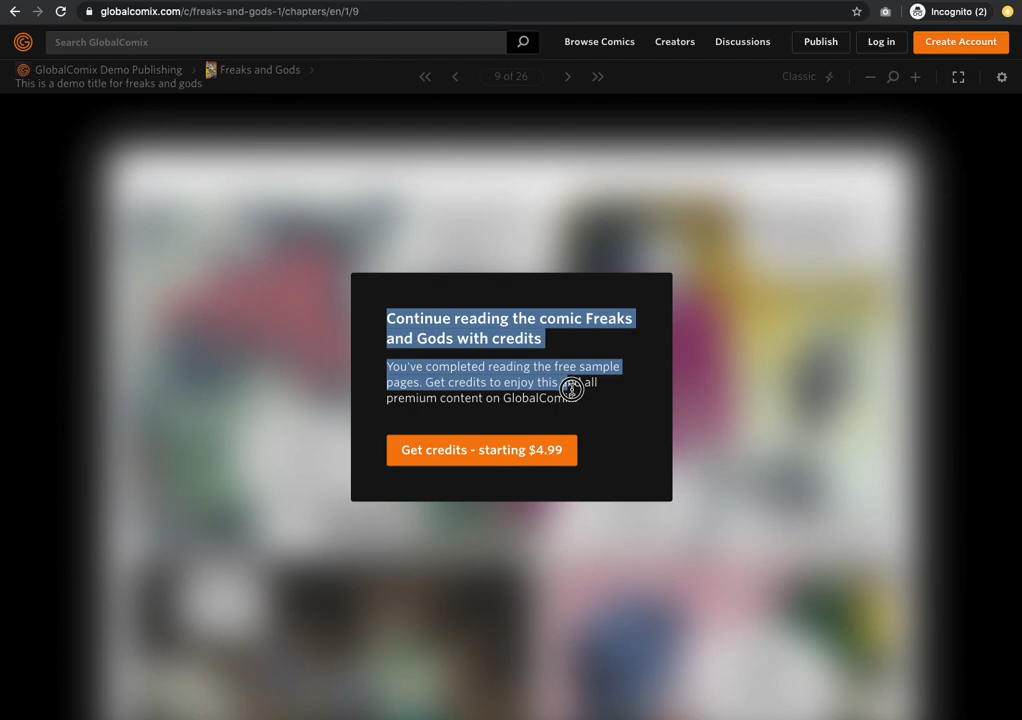 globalcomix.com/c/freaks-and-gods-1/chapters/en/1/9
Incognito (2)
Search GlobalComix
Browse Comics
Creators
Discussions
Publish
Log in
Create Account
GlobalComix Demo Publishing
Freaks and Gods
This is a demo title for freaks and gods
9 of 26
Classic
Continue reading the comic Freaks
and Gods with credits
You've completed reading the free sample
pages. Get credits to enjoy this and all
premium content on GlobalComix.
Get credits - starting $4.99